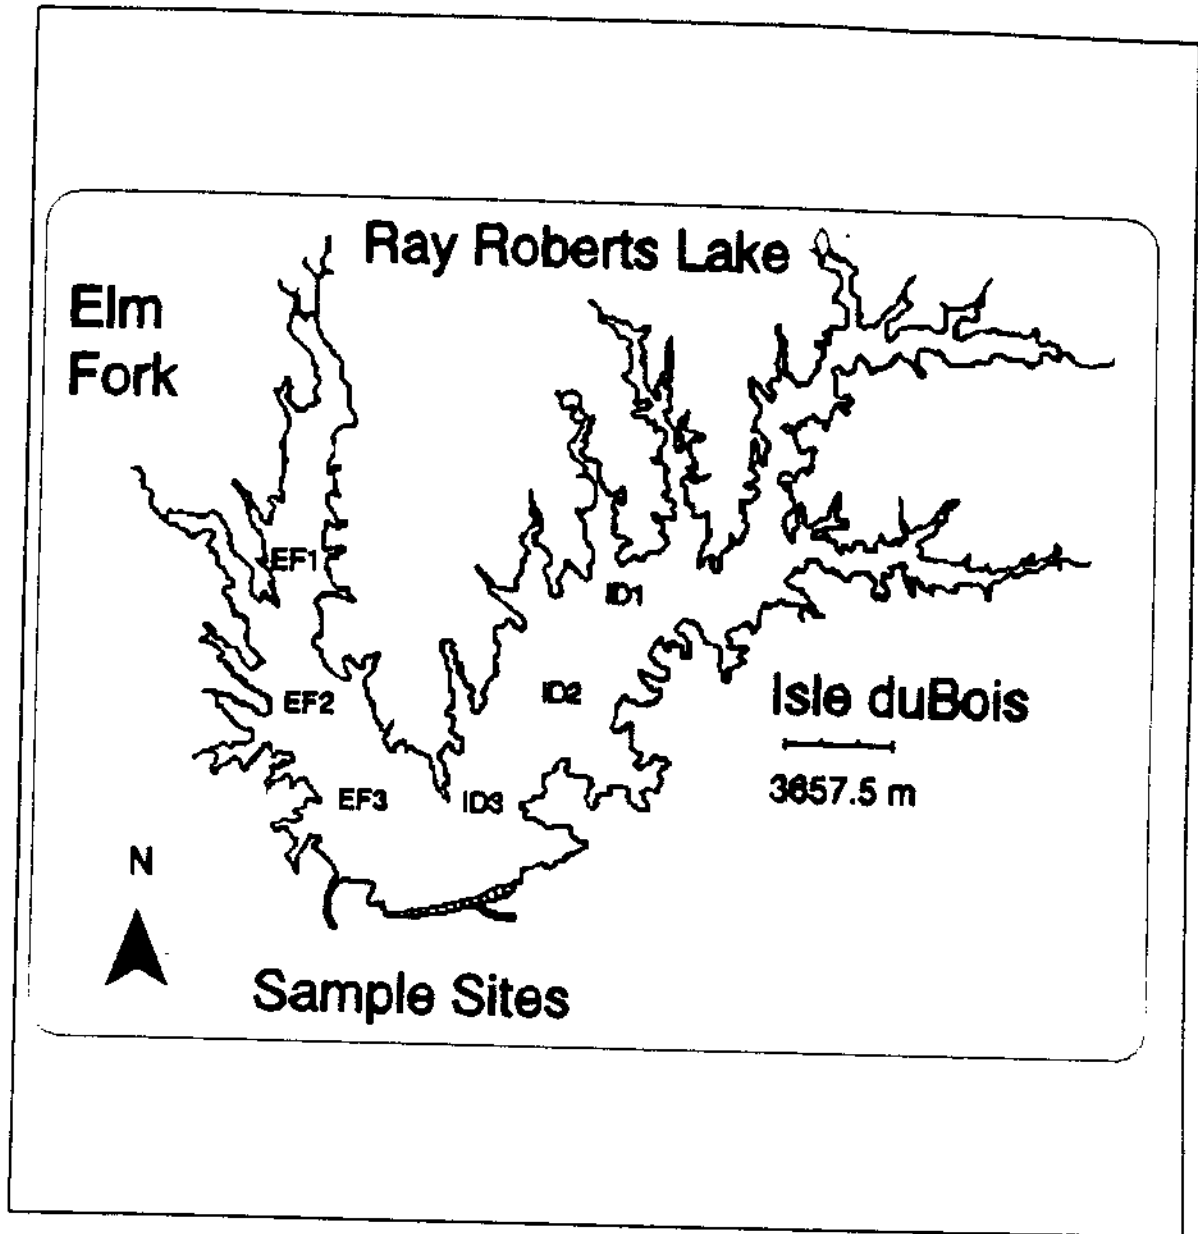 Ray Roberts Lake
Elm
Fork
EF1
ID1
EF2
ID2
Isle duBois
3657.5 m
EF3
ID3
N
Sample Sites